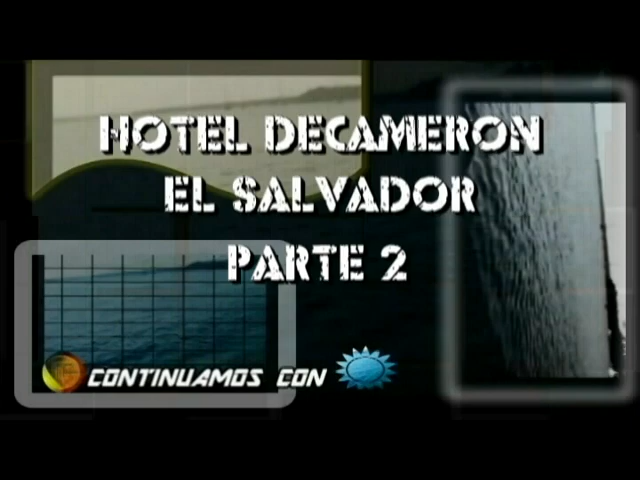 HOTEL DECAMERON
EL SALVADOR
PARTE 2
CONTINUAMOS CON